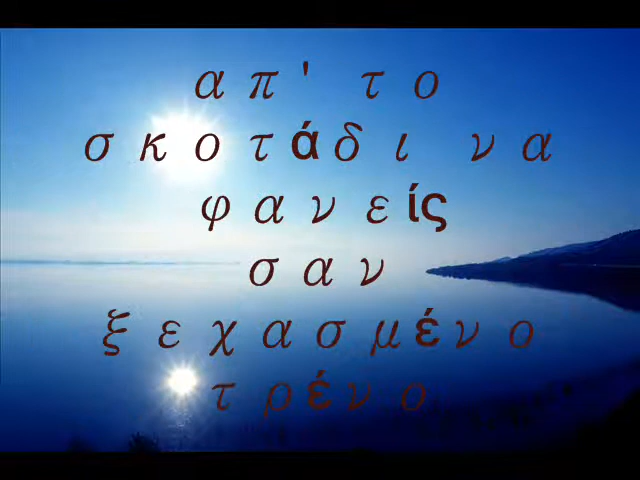 απ' το
σκοτάδι να
φανείς
σαν
ξεχασμένο
τρένο